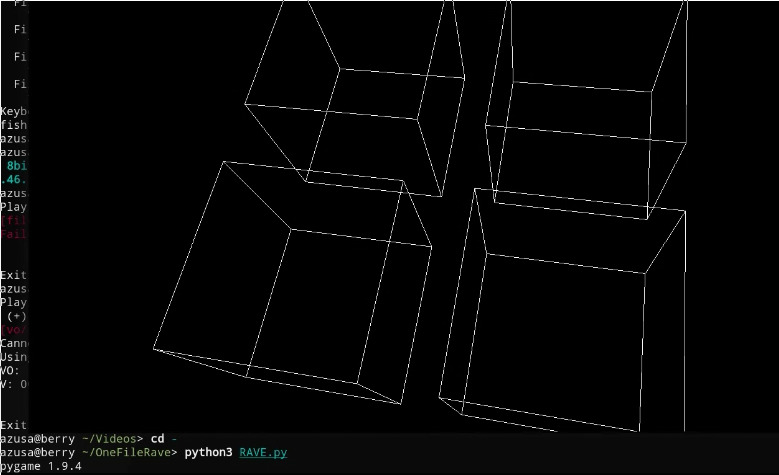 Fi
Fi
Fi
Fi
Keyb
fish
azus
azus
8bi
.46.
azus
Play
[fil
Fail
Exit
azus
Play
(+)
[vo/
Cann
Usin
VO:
V: 0
Exit
azusa@berry ~/Videos> cd -
azusa@berry ~/OneFileRave> python3 RAVE.py
pygame 1.9.4